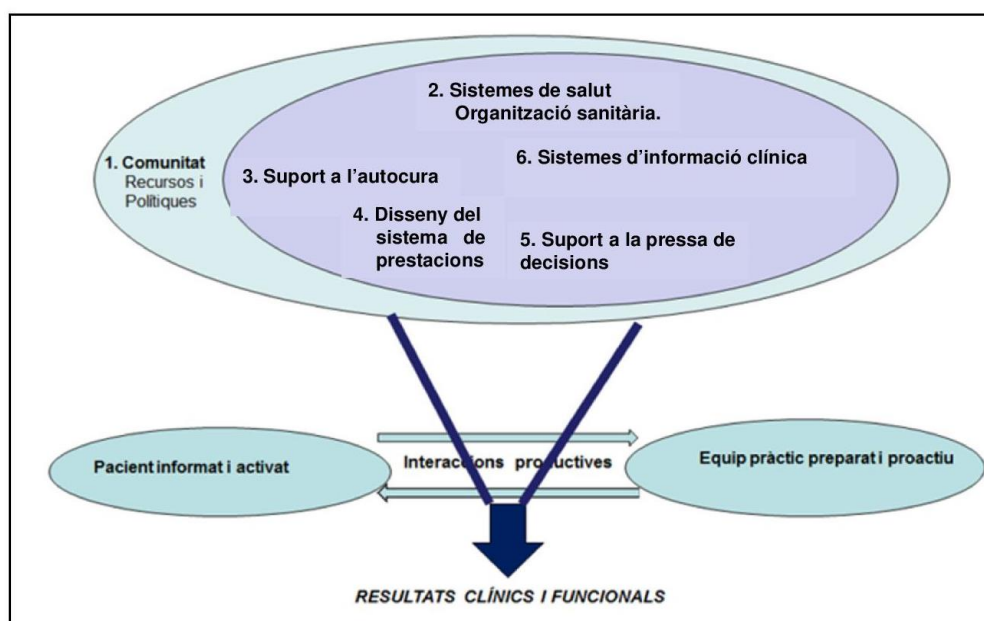 2. Sistemes de salut
Organització sanitària.
6. Sistemes d'informació clínica
1. Comunitat
Recursos i
Polítiques
3. Suport a l'autocura
4. Disseny del
sistema de
prestacions
5. Suport a la pressa de
decisions
Pacient informat i activat
Interaccions productives
Equip pràctic preparat i proactiu
RESULTATS CLÍNICS I FUNCIONALS